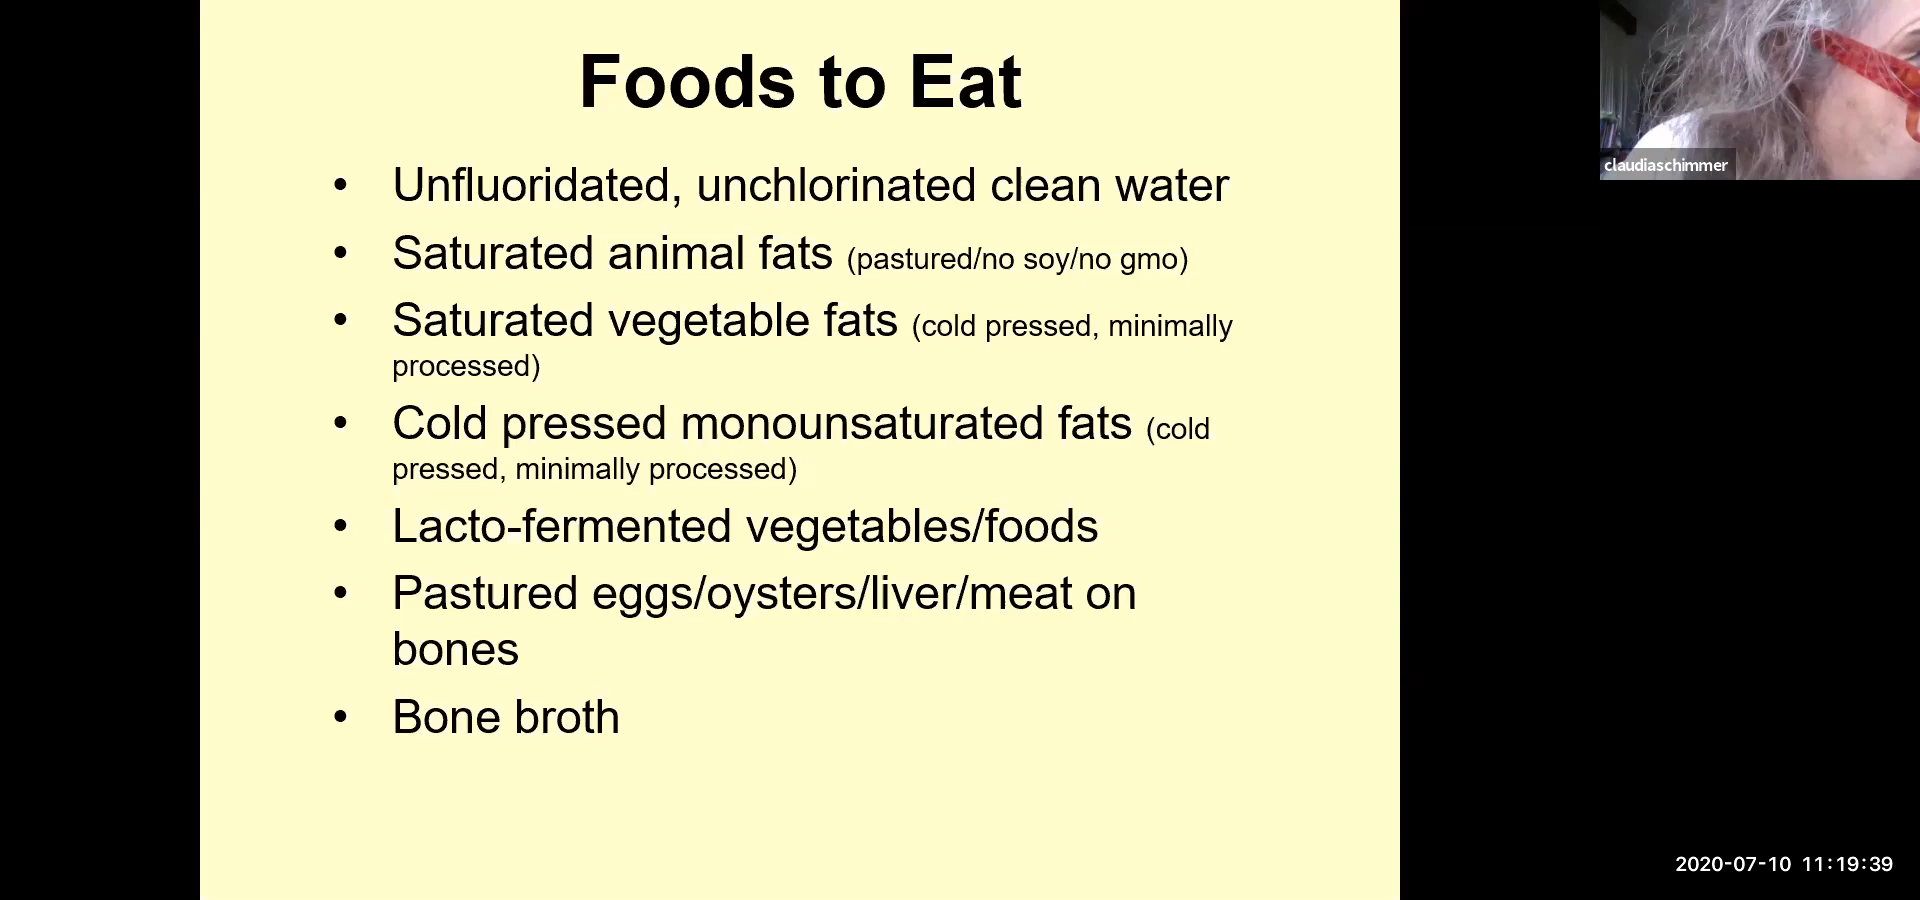 Foods to Eat
• Unfluoridated, unchlorinated clean water
• Saturated animal fats (pastured/no soy/no gmo)
• Saturated vegetable fats (cold pressed, minimally
processed)
• Cold pressed monounsaturated fats (cold
pressed, minimally processed)
• Lacto-fermented vegetables/foods
• Pastured eggs/oysters/liver/meat on
bones
• Bone broth
claudiaschimmer
2020-07-10 11:19:39